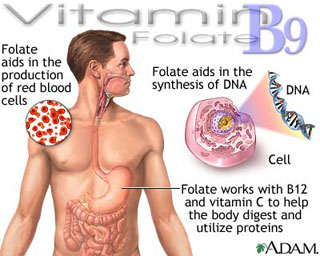 Vitamin
Folate
B9
Folate
aids in the
production
of red blood
cells
Folate aids in the
synthesis of DNA
DNA
Cell
Folate works with B12
and vitamin C to help
the body digest and
utilize proteins
ADAM.